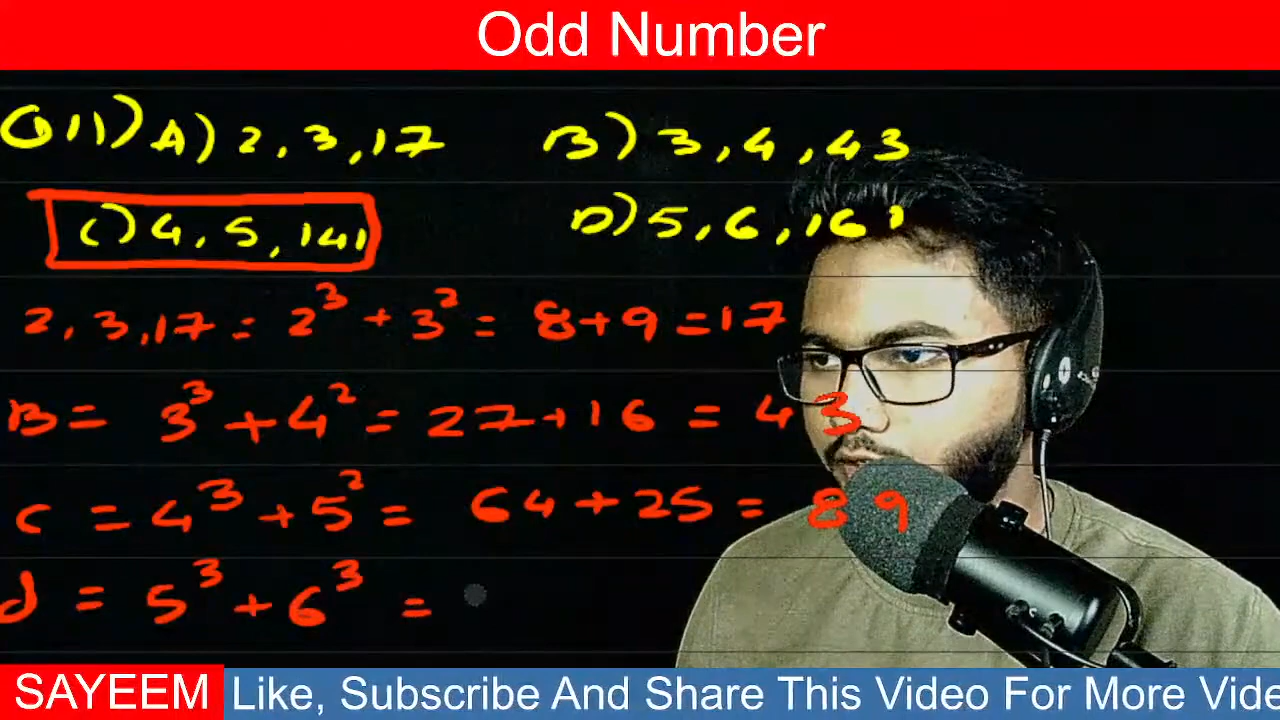 Odd Number
Q11) A) 2, 3, 17 B) 3, 4, 43
C) 4, 5, 141 D) 5, 6, 161
2, 3, 17 = 2³ + 3² = 8+9 = 17
B = 3³ + 4² = 27+16 = 43
C = 4³ + 5² = 64+25 = 89
d = 5³ + 6³ =
SAYEEM Like, Subscribe And Share This Video For More Vide